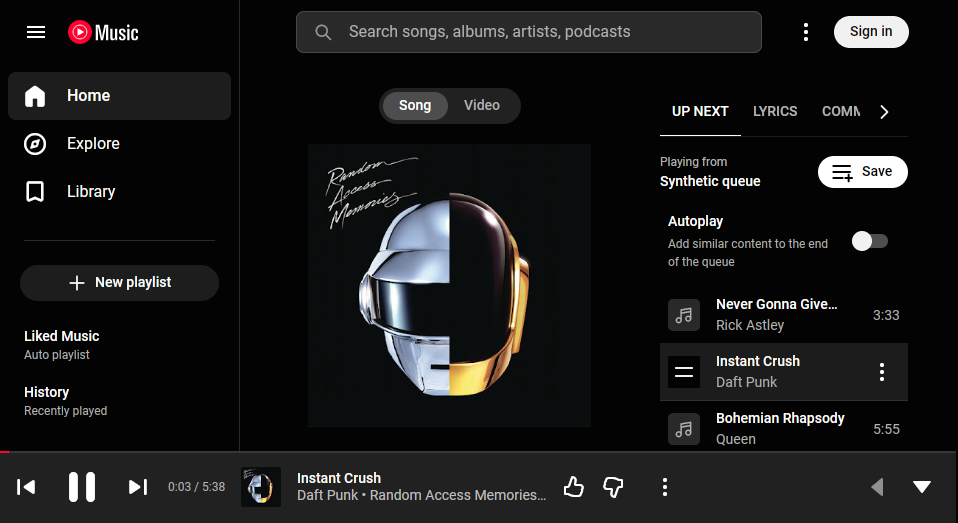 Music
Search songs, albums, artists, podcasts
Sign in
Home
Explore
Library
New playlist
Liked Music
Auto playlist
History
Recently played
Song
Video
Random
Access
Memories
UP NEXT
LYRICS
COMM
Playing from
Synthetic queue
Save
Autoplay
Add similar content to the end
of the queue
Never Gonna Give…
Rick Astley
3:33
Instant Crush
Daft Punk
Bohemian Rhapsody
Queen
5:55
0:03 / 5:38
Instant Crush
Daft Punk • Random Access Memories…